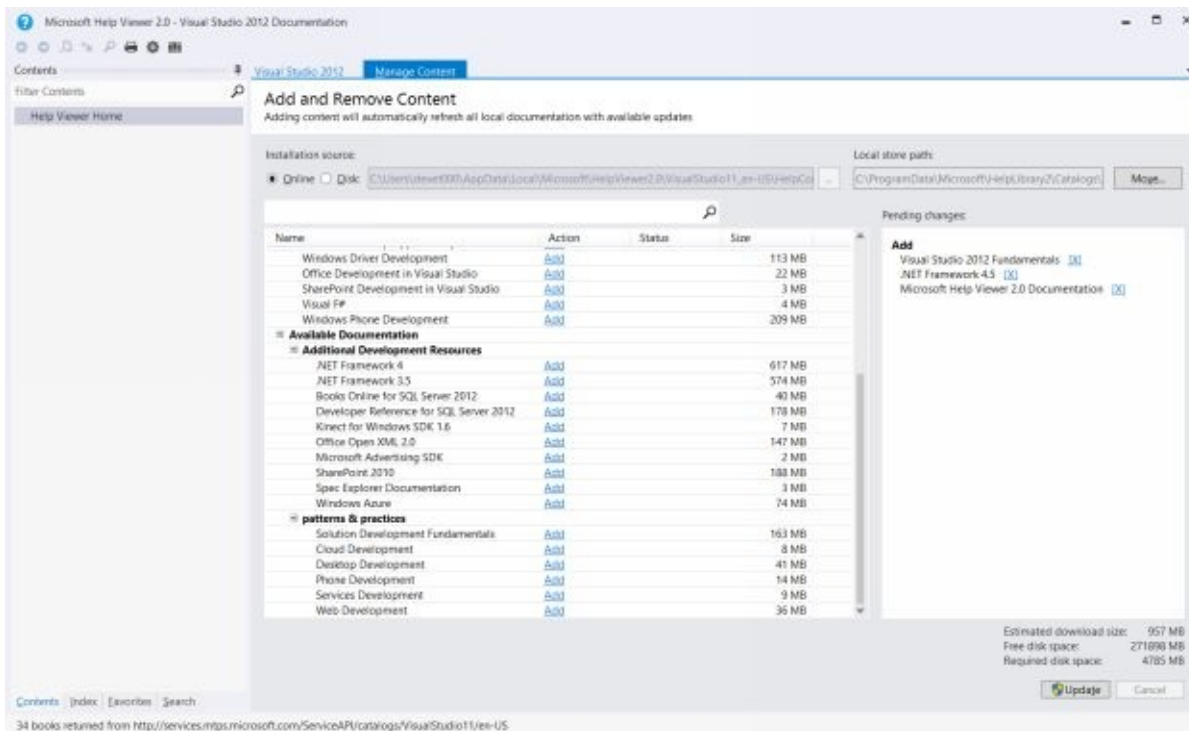 Microsoft Help Viewer 2.0 - Visual Studio 2012 Documentation
Contents
Visual Studio 2012
Manage Content
Filter Contents
Help Viewer Home
Add and Remove Content
Adding content will automatically refresh all local documentation with available updates
Installation source:
Local store path:
Online
Disk:
C:\ProgramData\Microsoft\HelpLibrary2\Catalogs\
Move...
Pending changes:
Name Action Status Size
Windows Driver Development Add 113 MB
Office Development in Visual Studio Add 22 MB
SharePoint Development in Visual Studio Add 3 MB
Visual F# Add 4 MB
Windows Phone Development Add 209 MB
Available Documentation
Additional Development Resources
.NET Framework 4 Add 617 MB
.NET Framework 3.5 Add 574 MB
Books Online for SQL Server 2012 Add 40 MB
Developer Reference for SQL Server 2012 Add 178 MB
Kinect for Windows SDK 1.6 Add 7 MB
Office Open XML 2.0 Add 147 MB
Microsoft Advertising SDK Add 2 MB
SharePoint 2010 Add 188 MB
Spec Explorer Documentation Add 3 MB
Windows Azure Add 74 MB
patterns & practices
Solution Development Fundamentals Add 163 MB
Cloud Development Add 8 MB
Desktop Development Add 41 MB
Phone Development Add 14 MB
Services Development Add 9 MB
Web Development Add 36 MB
Add
Visual Studio 2012 Fundamentals [X]
.NET Framework 4.5 [X]
Microsoft Help Viewer 2.0 Documentation [X]
Estimated download size: 957 MB
Free disk space: 271898 MB
Required disk space: 4785 MB
Update
Cancel
Contents Index Favorites Search
34 books returned from http://services.mtps.microsoft.com/ServiceAPI/catalogs/VisualStudio11/en-US